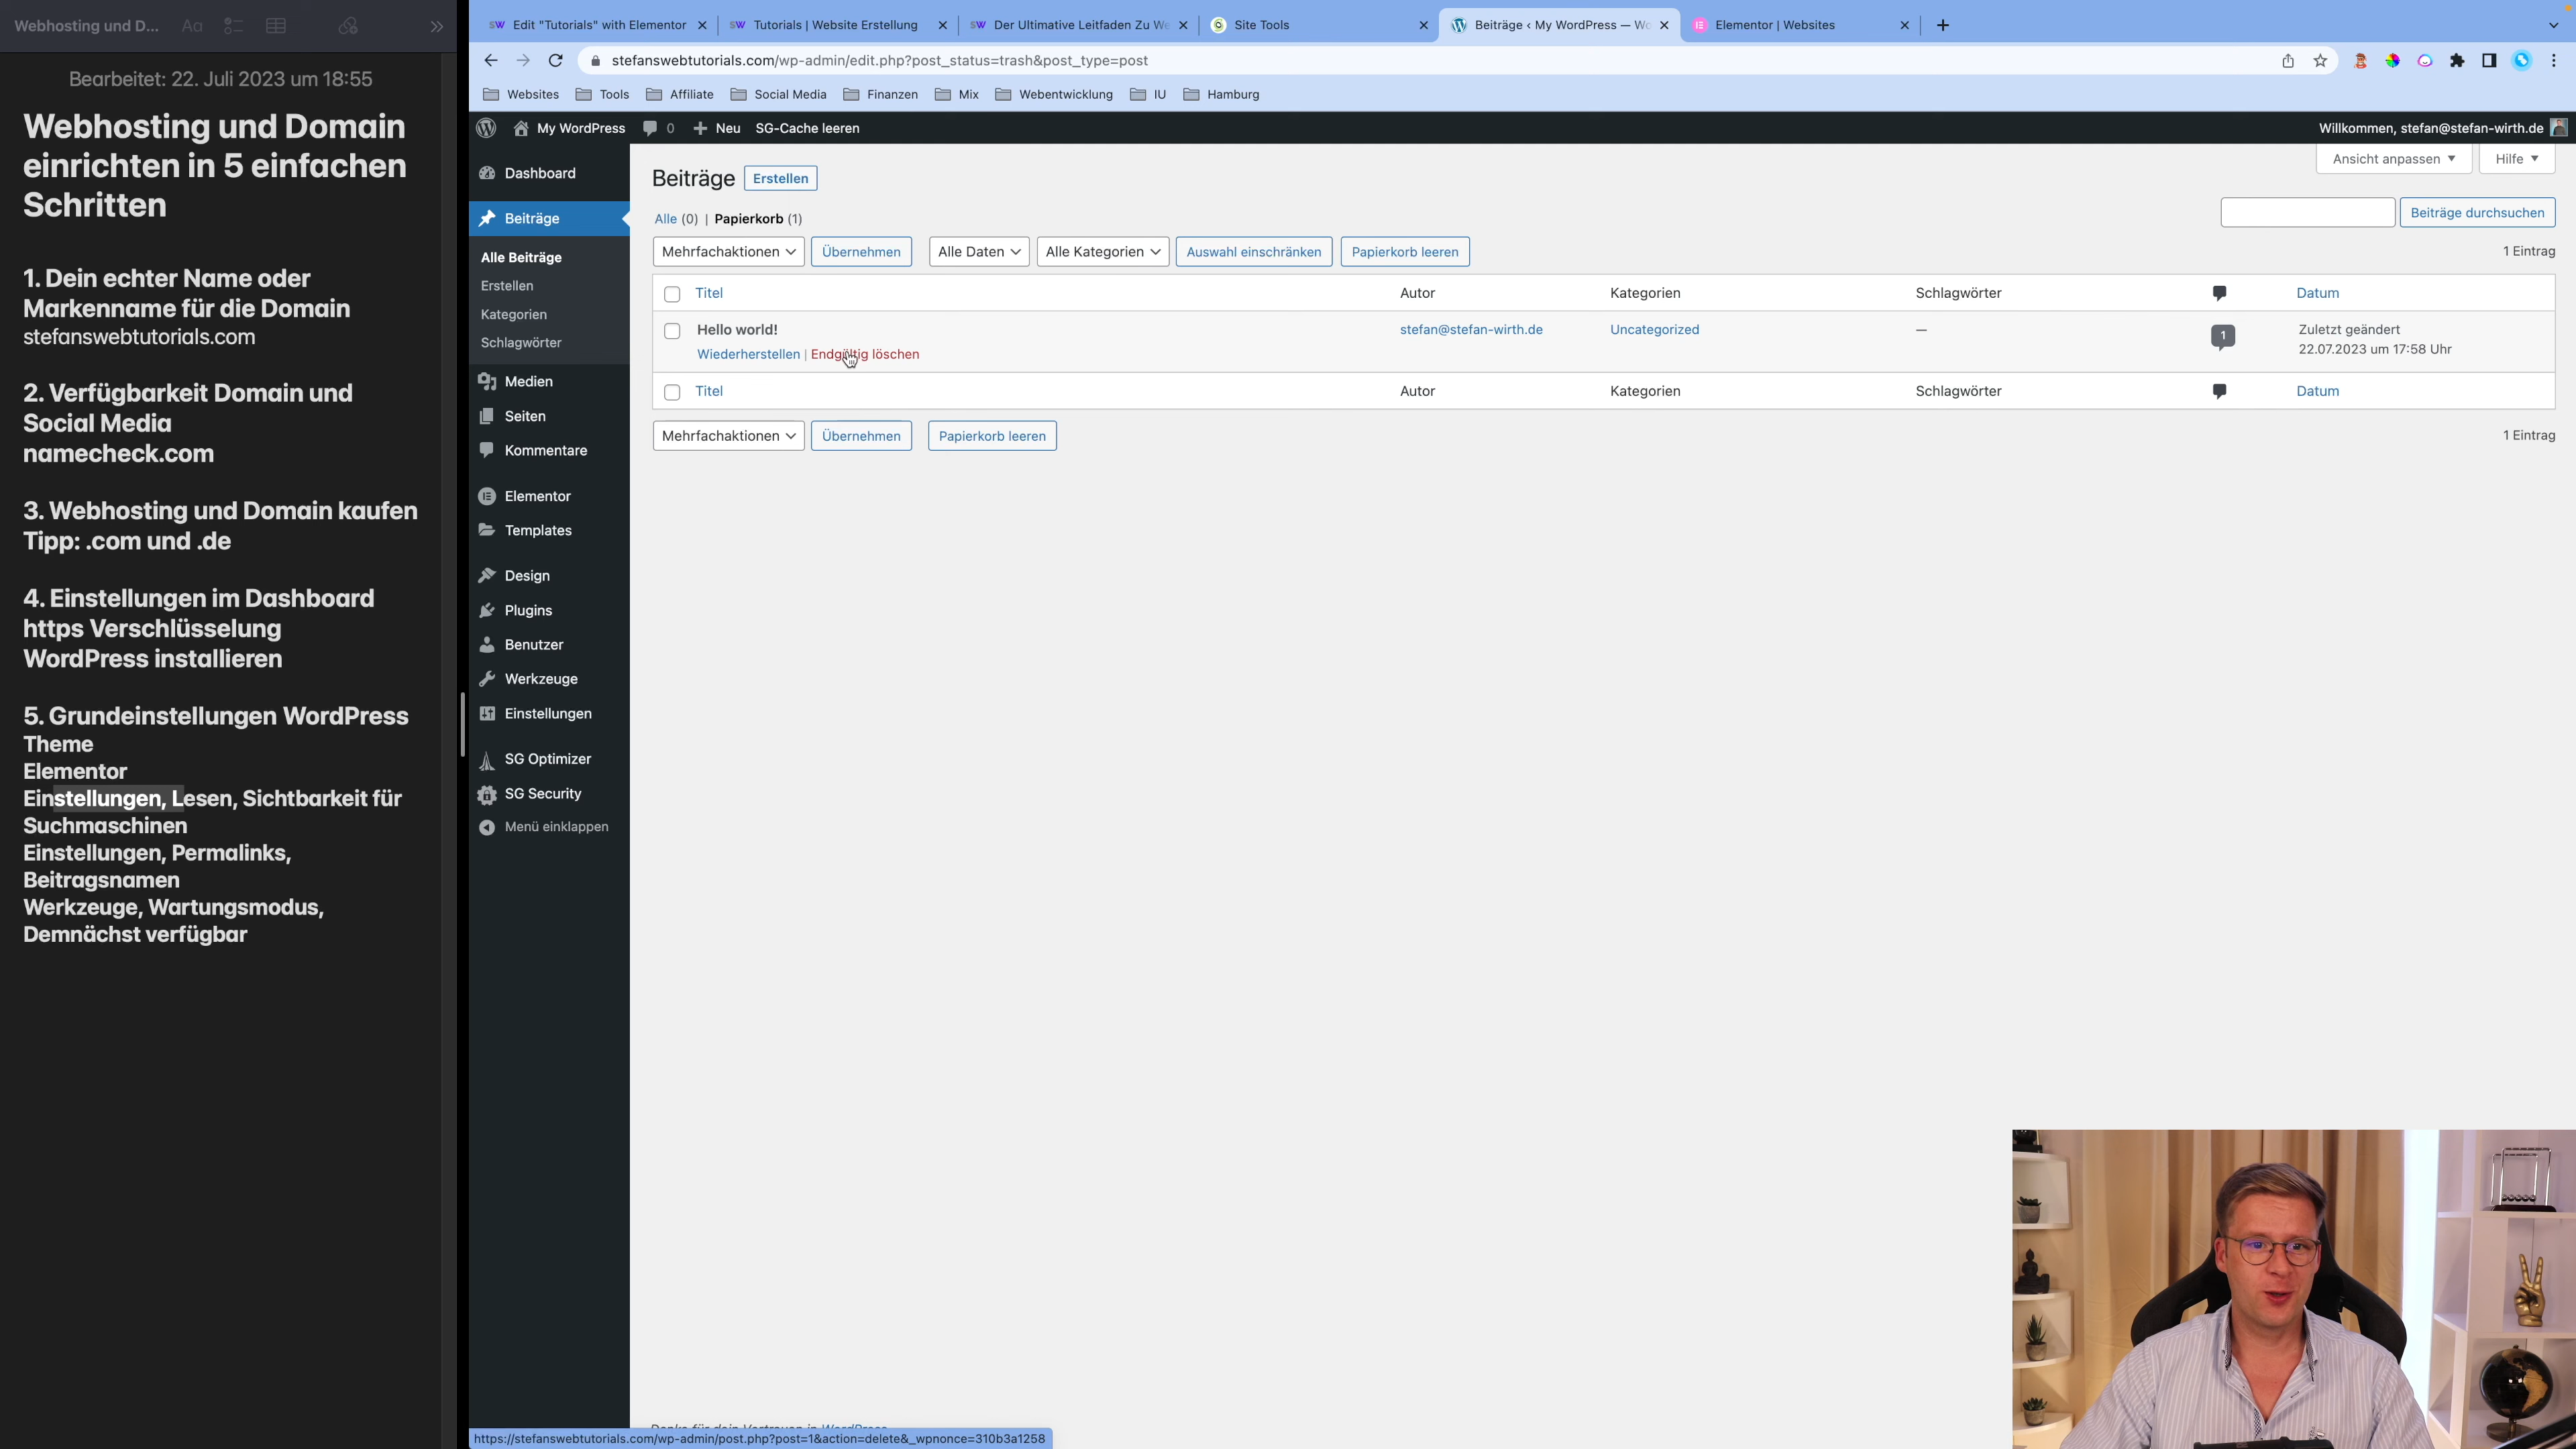 Webhosting und D...
Aa
Bearbeitet: 22. Juli 2023 um 18:55
Webhosting und Domain
einrichten in 5 einfachen
Schritten
1. Dein echter Name oder
Markenname für die Domain
stefanswebtutorials.com
2. Verfügbarkeit Domain und
Social Media
namecheck.com
3. Webhosting und Domain kaufen
Tipp: .com und .de
4. Einstellungen im Dashboard
https Verschlüsselung
WordPress installieren
5. Grundeinstellungen WordPress
Theme
Elementor
Einstellungen, Lesen, Sichtbarkeit für
Suchmaschinen
Einstellungen, Permalinks,
Beitragsnamen
Werkzeuge, Wartungsmodus,
Demnächst verfügbar
Edit "Tutorials" with Elementor
Tutorials | Website Erstellung
Der Ultimative Leitfaden Zu We
Site Tools
Beiträge ‹ My WordPress — Wo
Elementor | Websites
stefanswebtutorials.com/wp-admin/edit.php?post_status=trash&post_type=post
Websites Tools Affiliate Social Media Finanzen Mix Webentwicklung IU Hamburg
My WordPress 0 Neu SG-Cache leeren Willkommen, stefan@stefan-wirth.de
Dashboard
Beiträge
Alle Beiträge
Erstellen
Kategorien
Schlagwörter
Medien
Seiten
Kommentare
Elementor
Templates
Design
Plugins
Benutzer
Werkzeuge
Einstellungen
SG Optimizer
SG Security
Menü einklappen
Ansicht anpassen Hilfe
Beiträge Erstellen
Alle (0) | Papierkorb (1)
Beiträge durchsuchen
Mehrfachaktionen Übernehmen Alle Daten Alle Kategorien Auswahl einschränken Papierkorb leeren 1 Eintrag
Titel Autor Kategorien Schlagwörter Datum
Hello world! stefan@stefan-wirth.de Uncategorized — 1 Zuletzt geändert
Wiederherstellen | Endgültig löschen 22.07.2023 um 17:58 Uhr
Titel Autor Kategorien Schlagwörter Datum
Mehrfachaktionen Übernehmen Papierkorb leeren 1 Eintrag
Danke für dein Vertrauen in WordPress.
https://stefanswebtutorials.com/wp-admin/post.php?post=1&action=delete&_wpnonce=310b3a1258